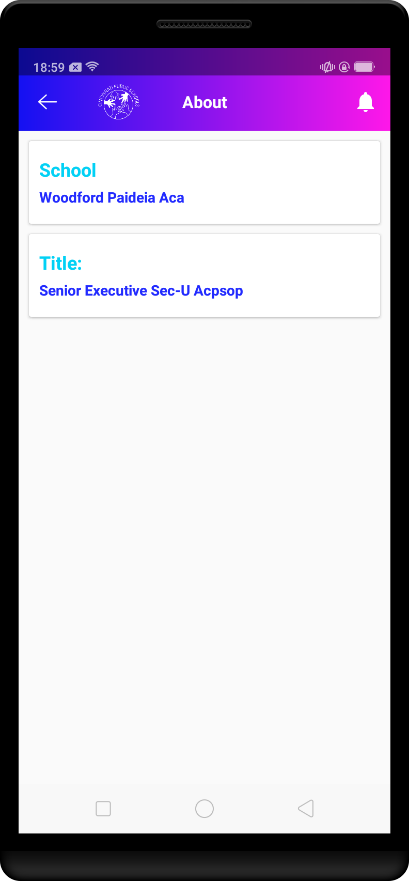 18:59
About
School
Woodford Paideia Aca
Title:
Senior Executive Sec-U Acpsop